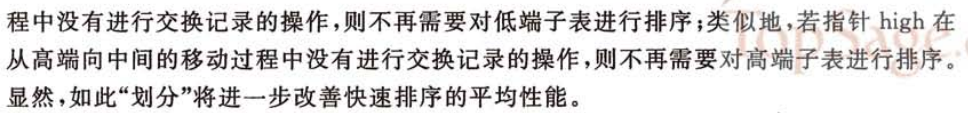 程中没有进行交换记录的操作,则不再需要对低端子表进行排序;类似地,若指针 high 在
从高端向中间的移动过程中没有进行交换记录的操作,则不再需要对高端子表进行排序。
显然,如此“划分”将进一步改善快速排序的平均性能。